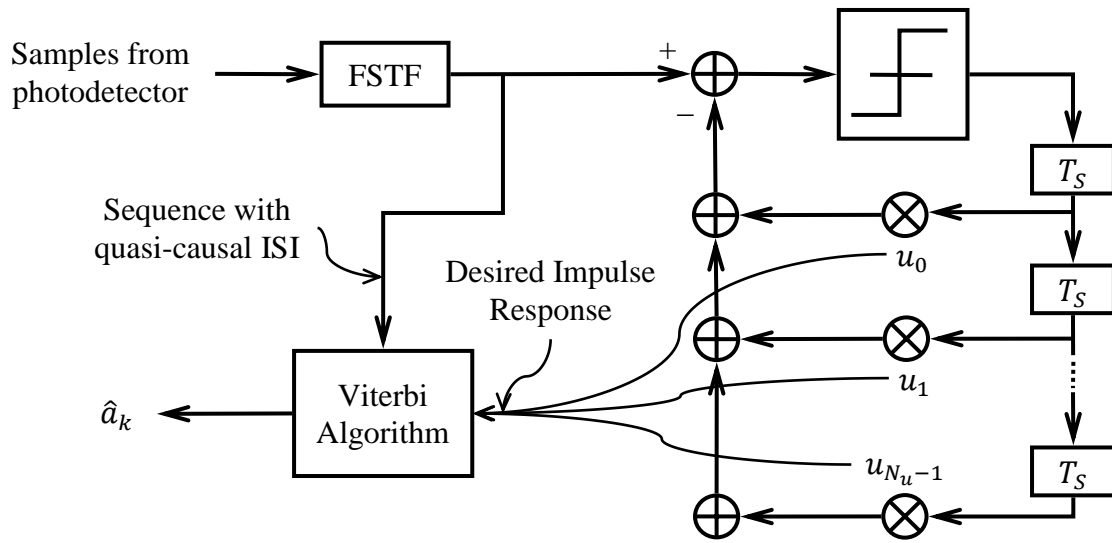 Samples from
photodetector
FSTF
+
−
T_S
Sequence with
quasi-causal ISI
Desired Impulse
Response
u_0
T_S
u_1
Viterbi
Algorithm
â_k
u_{N_u−1}
T_S